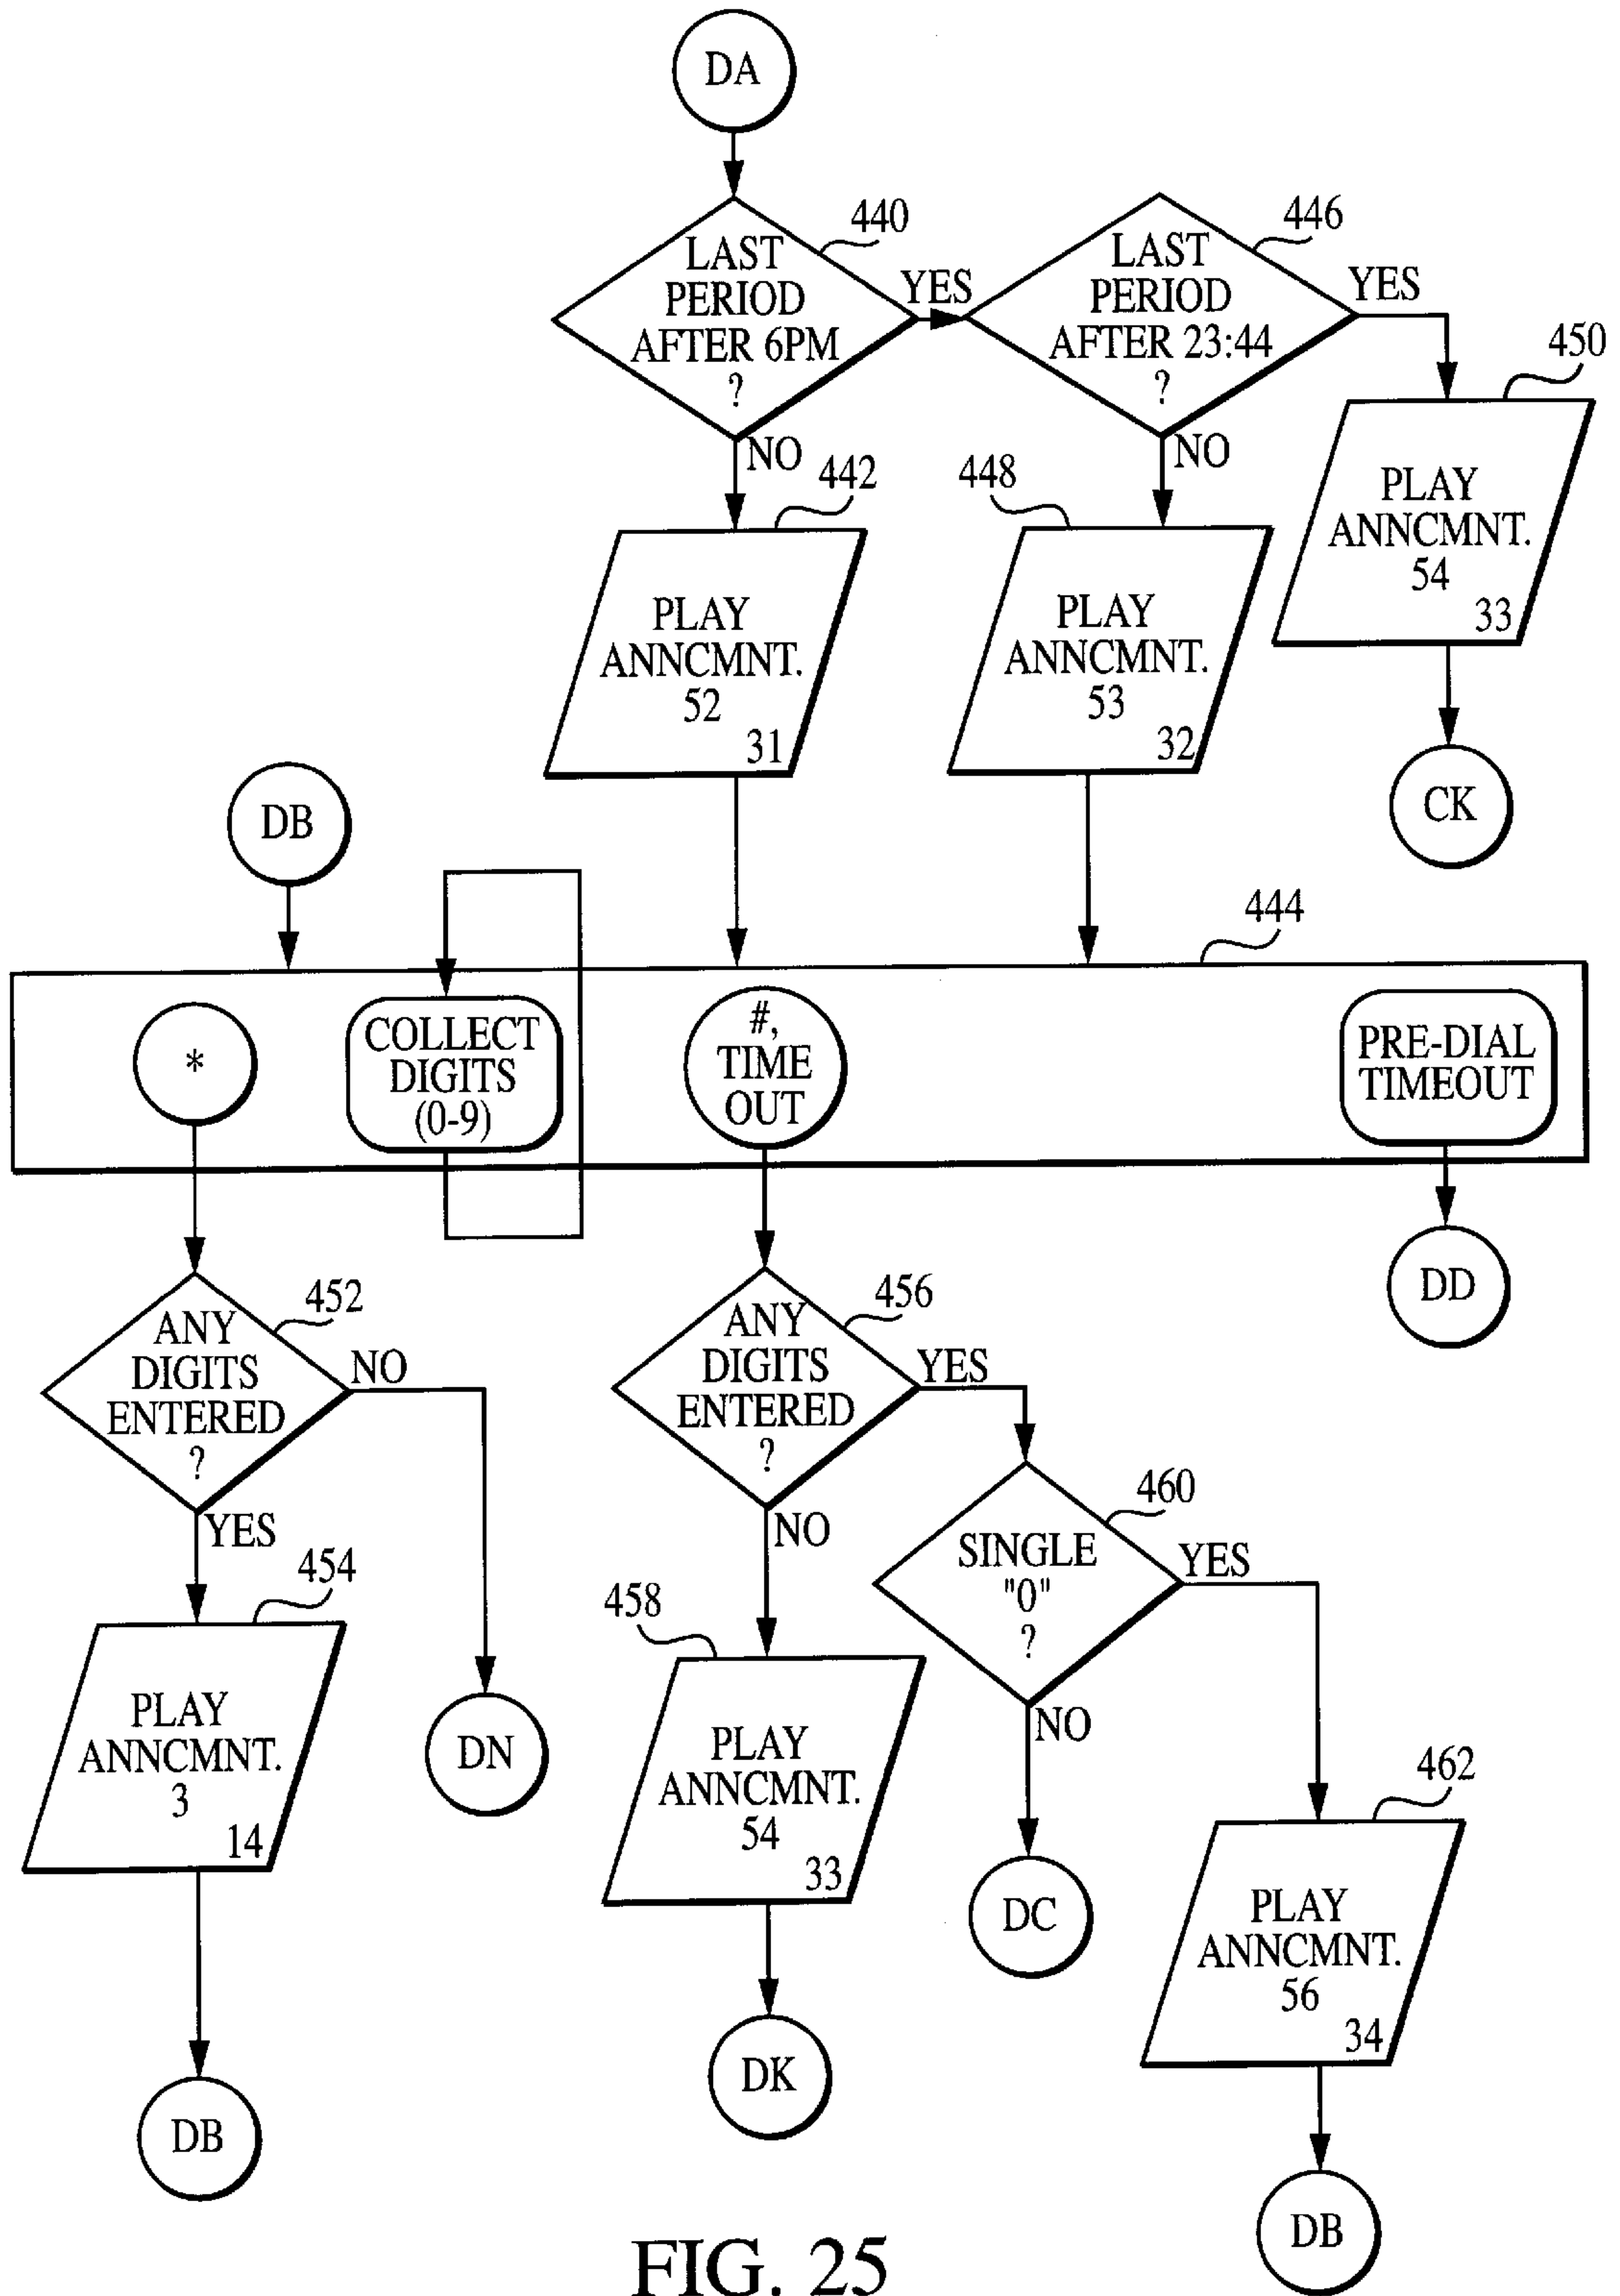 DA
440
LAST
PERIOD
AFTER 6PM
?
YES
NO
446
LAST
PERIOD
AFTER 23:44
?
YES
NO
450
PLAY
ANNCMNT.
54
33
CK
442
PLAY
ANNCMNT.
52
31
448
PLAY
ANNCMNT.
53
32
DB
444
*
COLLECT
DIGITS
(0-9)
#,
TIME
OUT
PRE-DIAL
TIMEOUT
DD
452
ANY
DIGITS
ENTERED
?
NO
YES
454
PLAY
ANNCMNT.
3
14
DB
DN
456
ANY
DIGITS
ENTERED
?
YES
NO
458
PLAY
ANNCMNT.
54
33
DK
460
SINGLE
"0"
?
YES
NO
DC
462
PLAY
ANNCMNT.
56
34
DB
FIG. 25